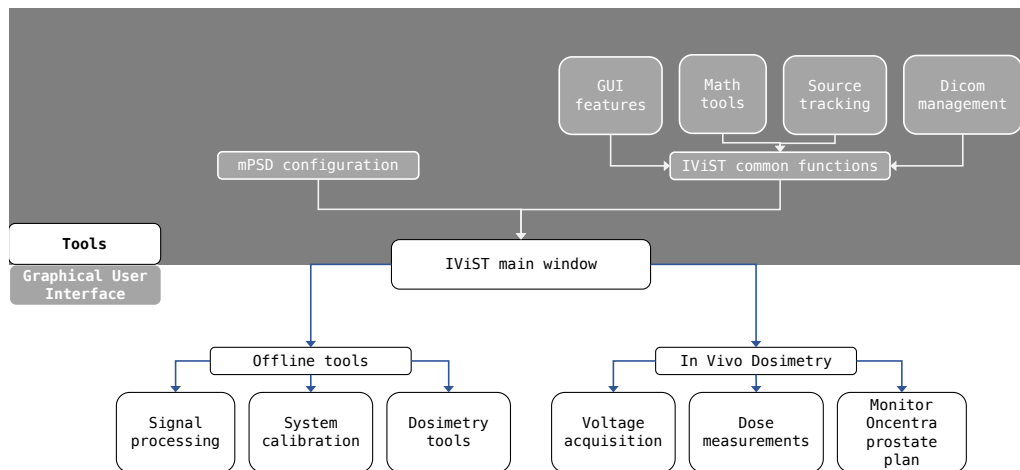 GUI
features
Math
tools
Source
tracking
Dicom
management
mPSD configuration
IViST common functions
Tools
IViST main window
Graphical User
Interface
Offline tools
In Vivo Dosimetry
Signal
processing
System
calibration
Dosimetry
tools
Voltage
acquisition
Dose
measurements
Monitor
Oncentra
prostate
plan